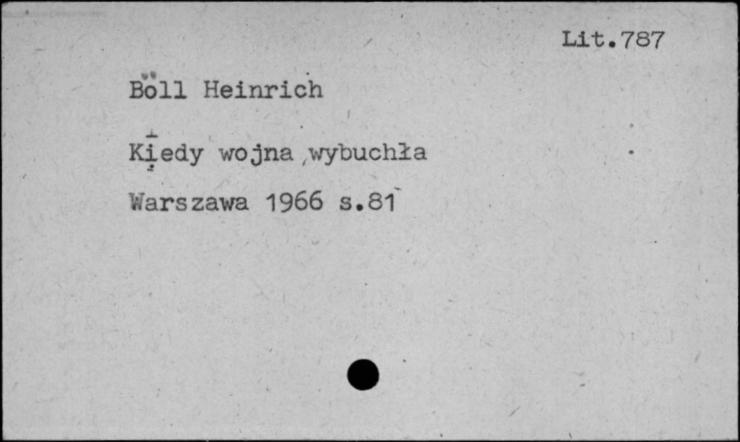 Lit.787
Böll Heinrich
Kiedy wojna wybuchła
Warszawa 1966 s.81